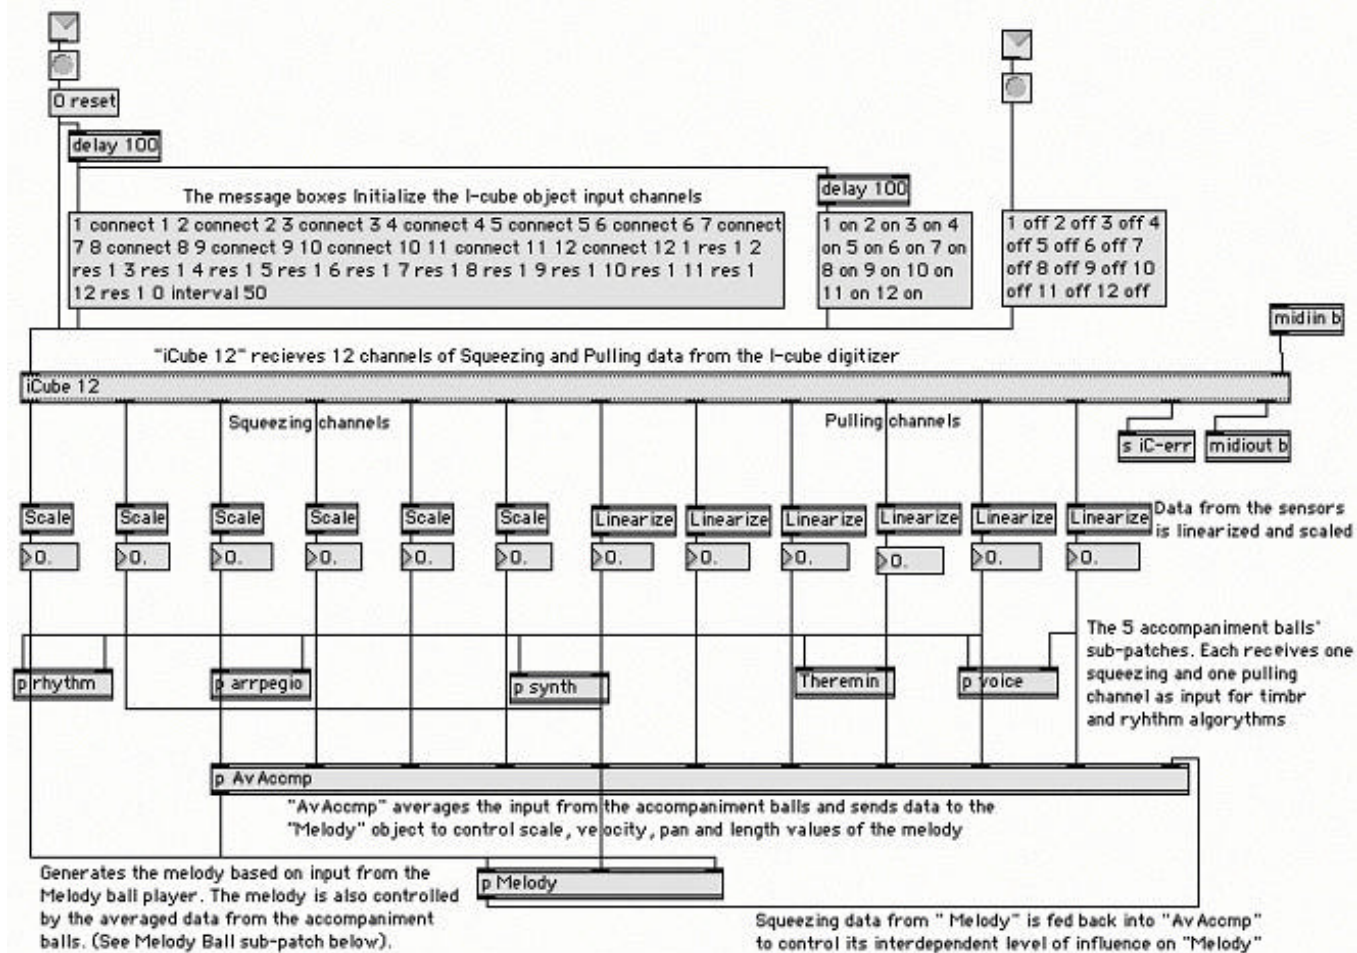 0 reset
delay 100
The message boxes Initialize the I-cube object input channels
delay 100
1 connect 1 2 connect 2 3 connect 3 4 connect 4 5 connect 5 6 connect 6 7 connect
7 8 connect 8 9 connect 9 10 connect 10 11 connect 11 12 connect 12 1 res 1 2
res 1 3 res 1 4 res 1 5 res 1 6 res 1 7 res 1 8 res 1 9 res 1 10 res 1 11 res 1
12 res 1 0 interval 50
1 on 2 on 3 on 4
on 5 on 6 on 7 on
8 on 9 on 10 on
11 on 12 on
1 off 2 off 3 off 4
off 5 off 6 off 7
off 8 off 9 off 10
off 11 off 12 off
midiin b
"iCube 12" recieves 12 channels of Squeezing and Pulling data from the I-cube digitizer
iCube 12
Squeezing channels
Pulling channels
s iC-err
midiout b
Scale
Scale
Scale
Scale
Scale
Scale
Linearize
Linearize
Linearize
Linearize
Linearize
Linearize
Data from the sensors
is linearized and scaled
0.
0.
0.
0.
0.
0.
0.
0.
0.
0.
0.
0.
The 5 accompaniment balls'
sub-patches. Each receives one
squeezing and one pulling
channel as input for timbr
and ryhthm algorythms
p rhythm
p arrpegio
p synth
Theremin
p voice
p AvAccmp
"AvAccmp" averages the input from the accompaniment balls and sends data to the
"Melody" object to control scale, velocity, pan and length values of the melody
Generates the melody based on input from the
Melody ball player. The melody is also controlled
by the averaged data from the accompaniment
balls. (See Melody Ball sub-patch below).
p Melody
Squeezing data from " Melody" is fed back into "AvAccmp"
to control its interdependent level of influence on "Melody"